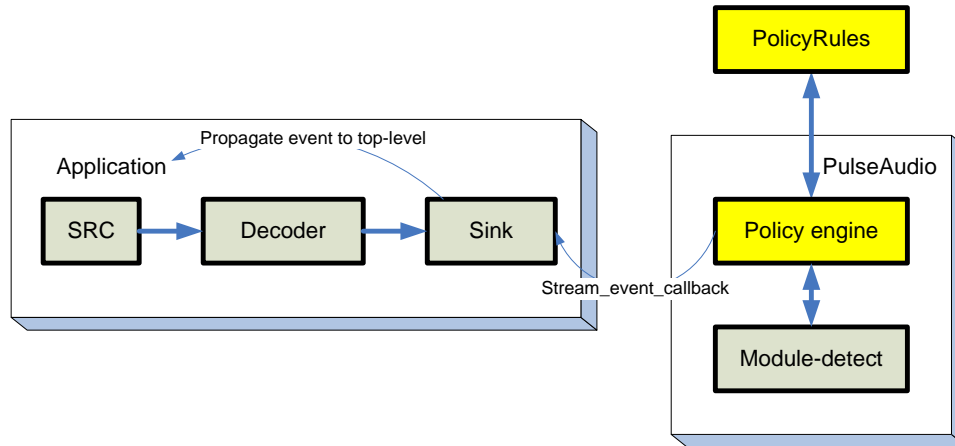 PolicyRules
Propagate event to top-level
Application
PulseAudio
SRC
Decoder
Sink
Policy engine
Stream_event_callback
Module-detect